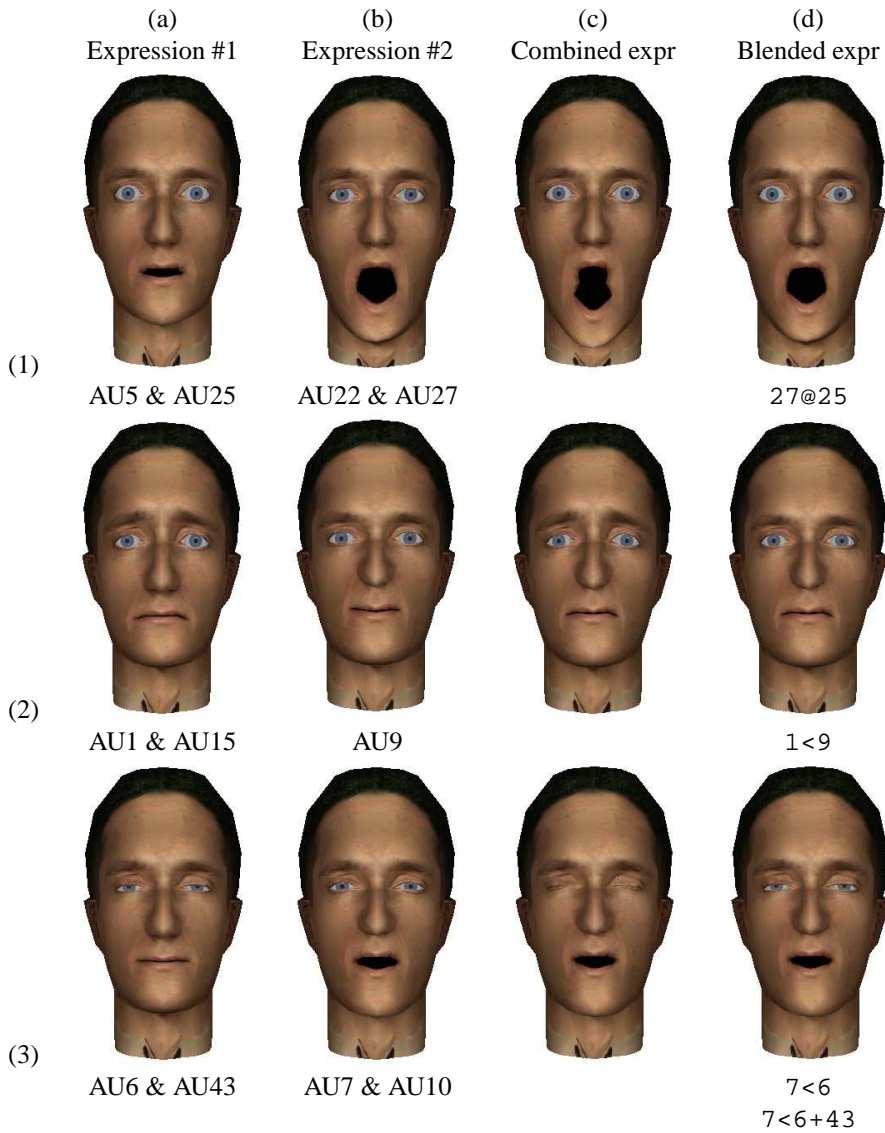 (a) (b) (c) (d)
Expression #1 Expression #2 Combined expr Blended expr
(1)
AU5 & AU25 AU22 & AU27 27@25
(2)
AU1 & AU15 AU9 1<9
(3)
AU6 & AU43 AU7 & AU10 7<6
7<6+43